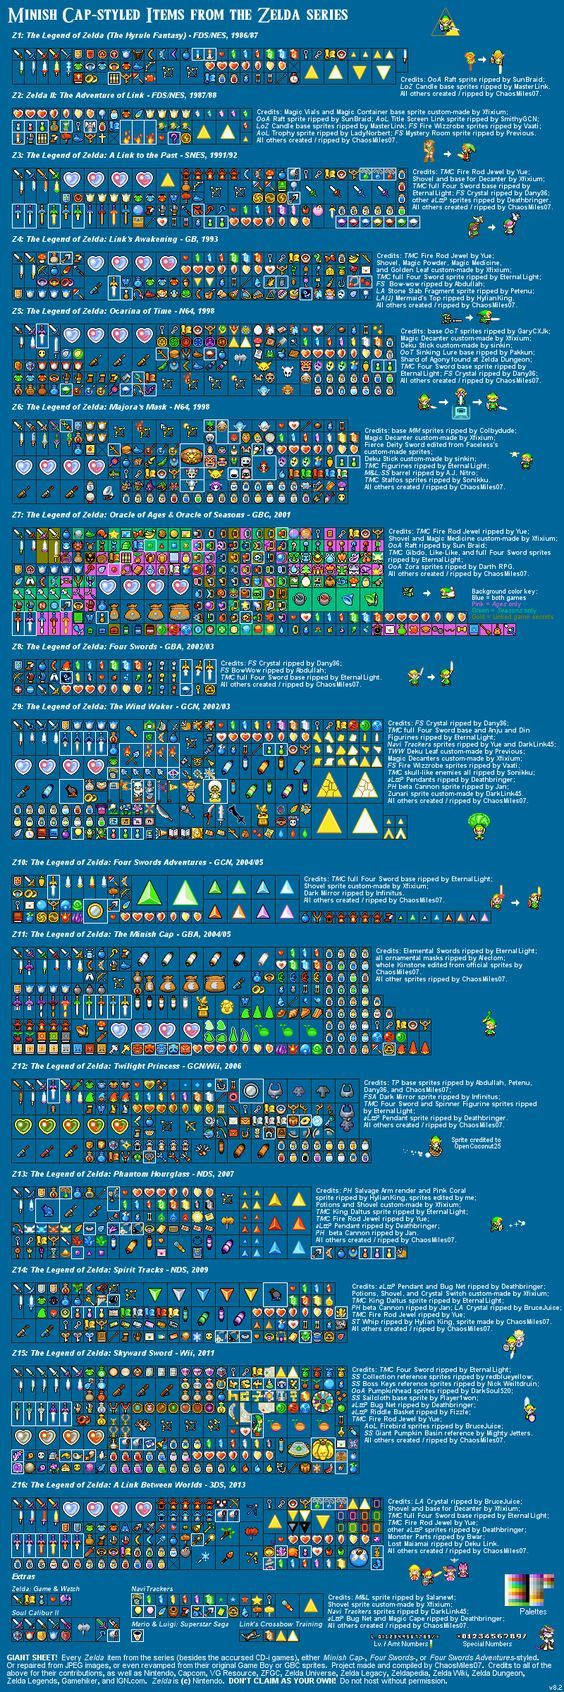 Minish Cap-styled Items from the Zelda series
Z1: The Legend of Zelda (The Hyrule Fantasy) - FDS/NES, 1986/87
Credits: OoA Raft sprite ripped by SunBraid;
LoZ Candle base sprites ripped by MasterLink.
All others created / ripped by ChaosMiles07.
Z2: Zelda II: The Adventure of Link - FDS/NES, 1987/88
Credits: Magic Vials and Magic Container base sprite custom-made by Xfixium;
OoA Raft sprite ripped by SunBraid; AoL Title Screen Link sprite ripped by SmithyGCN;
LoZ Candle base sprites ripped by MasterLink; FS Fire Wizzrobe sprites ripped by Vaati;
AoL Trophy sprite ripped by LadyNorbert; FS Mystery Room sprite ripped by Previous.
All others created / ripped by ChaosMiles07.
Z3: The Legend of Zelda: A Link to the Past - SNES, 1991/92
Credits: TMC Fire Rod Jewel by Yue;
Shovel and base for Decanter by Xfixium;
TMC full Four Sword base ripped by
EternalLight; FS Crystal ripped by Dany36;
other aLttP sprites ripped by Deathbringer.
All others created / ripped by ChaosMiles07.
Z4: The Legend of Zelda: Link's Awakening - GB, 1993
Credits: TMC Fire Rod Jewel by Yue;
Shovel, Magic Powder, Magic Medicine,
and Golden Leaf custom-made by Xfixium;
TMC full Four Sword sprite ripped by EternalLight;
FS Bow-wow ripped by Abdullah;
LA Stone Slab Fragment sprite ripped by Petenu;
LA(J) Mermaid's Top ripped by HylianKing.
All others created / ripped by ChaosMiles07.
Z5: The Legend of Zelda: Ocarina of Time - N64, 1998
Credits: base OoT sprites ripped by GaryCXJk;
Magic Decanter custom-made by Xfixium;
Deku Stick custom-made by sinkin;
OoT Sinking Lure base ripped by Pakkun;
Shard of Agony found at Zelda Dungeon;
TMC Four Sword base sprite ripped by
EternalLight; FS Crystal ripped by Dany36;
All others created / ripped by ChaosMiles07.
Z6: The Legend of Zelda: Majora's Mask - N64, 1998
Credits: base MM sprites ripped by Colbydude;
Magic Decanter custom-made by Xfixium;
Fierce Deity Sword edited from Faceless's
custom-made sprites;
Deku Stick custom-made by sinkin;
TMC Figurines ripped by EternalLight;
M&L:SS barrel ripped by A.J. Nitro;
TMC Stalfos sprites ripped by Sonikku.
All others created / ripped by ChaosMiles07.
Z7: The Legend of Zelda: Oracle of Ages & Oracle of Seasons - GBC, 2001
Credits: TMC Fire Rod Jewel ripped by Yue;
Shovel and Magic Medicine custom-made by Xfixium;
OoA Raft ripped by Sun Braid;
TMC Gibdo, Like-Like, and full Four Sword sprites
ripped by EternalLight;
OoA Zora sprites ripped by Darth RPG.
All others created / ripped by ChaosMiles07.
Background color key:
Blue = both games
Pink = Ages only
Green = Seasons only
Gold = Linked game secrets
Z8: The Legend of Zelda: Four Swords - GBA, 2002/03
Credits: FS Crystal ripped by Dany36;
FS BowWow ripped by Abdullah;
TMC full Four Sword base ripped by EternalLight.
All others created / ripped by ChaosMiles07.
Z9: The Legend of Zelda: The Wind Waker - GCN, 2002/03
Credits: FS Crystal ripped by Dany36;
TMC full Four Sword base and Anju and Din
Figurines ripped by EternalLight;
Navi Trackers sprites ripped by Yue and DarkLink45;
TWW Deku Leaf custom-made by Previous;
Magic Decanters custom-made by Xfixium;
FS Fire Wizzrobe sprites ripped by Vaati;
TMC skull-like enemies all ripped by Sonikku;
aLttP Pendants ripped by Deathbringer;
PH beta Cannon sprite ripped by Jan;
Zunari sprite custom-made by DarkLink45.
All others created / ripped by ChaosMiles07.
Z10: The Legend of Zelda: Four Swords Adventures - GCN, 2004/05
Credits: TMC full Four Sword base ripped by EternalLight;
Shovel sprite custom-made by Xfixium;
Dark Mirror ripped by Infinitus.
All others created / ripped by ChaosMiles07.
Z11: The Legend of Zelda: The Minish Cap - GBA, 2004/05
Credits: Elemental Swords ripped by EternalLight;
all ornamental masks ripped by Aleclom;
whole Kinstone edited from official sprites by
ChaosMiles07.
All other sprites ripped by ChaosMiles07.
Z12: The Legend of Zelda: Twilight Princess - GCN/Wii, 2006
Credits: TP base sprites ripped by Abdullah, Petenu,
Dany36, and ChaosMiles07;
FSA Dark Mirror sprite ripped by Infinitus;
TMC Four Sword and Spinner Figurine sprites ripped
by EternalLight;
aLttP Pendant sprite ripped by Deathbringer.
All others created / ripped by ChaosMiles07.
Sprite credited to
OpenCoconut25
Z13: The Legend of Zelda: Phantom Hourglass - NDS, 2007
Credits: PH Salvage Arm render and Pink Coral
sprite ripped by HylianKing, sprites edited by me;
Potions and Shovel custom-made by Xfixium;
TMC King Daltus sprite ripped by EternalLight;
TMC Fire Rod Jewel ripped by Yue;
aLttP Pendant ripped by Deathbringer;
PH beta Cannon ripped by Jan.
All others created / ripped by ChaosMiles07.
Z14: The Legend of Zelda: Spirit Tracks - NDS, 2009
Credits: aLttP Pendant and Bug Net ripped by Deathbringer;
Potions, Shovel, and Crystal Switch custom-made by Xfixium;
TMC King Daltus sprite ripped by EternalLight;
PH beta Cannon ripped by Jan; LA Crystal ripped by BruceJuice;
TMC Fire Rod Jewel ripped by Yue;
ST Whip ripped by Hylian King, sprite made by ChaosMiles07.
All others created / ripped by ChaosMiles07.
Z15: The Legend of Zelda: Skyward Sword - Wii, 2011
Credits: TMC Four Sword ripped by EternalLight;
SS Collection reference sprites ripped by redblueyellow;
SS Boss Keys reference sprites ripped by Nick Weitdruin;
OoA Pumpkinhead sprites ripped by DarkSoul520;
SS Sailcloth base sprite by Player1won;
aLttP Bug Net ripped by Deathbringer;
aLttP Riddle Basket ripped by Fizzle;
TMC Fire Rod Jewel by Yue;
AoL Firebird sprites ripped by BruceJuice;
SS Giant Pumpkin Basin reference by Mighty Jetters.
All others created / ripped by ChaosMiles07.
Z16: The Legend of Zelda: A Link Between Worlds - 3DS, 2013
Credits: LA Crystal ripped by BruceJuice;
Shovel and base for Decanter by Xfixium;
TMC full Four Sword base ripped by EternalLight;
TMC Fire Rod Jewel ripped by Yue;
other aLttP sprites ripped by Deathbringer;
Monster Parts ripped by Bwar;
Lost Maiamai ripped by Deku Link.
All others created / ripped by ChaosMiles07.
Extras
Zelda: Game & Watch
Navi Trackers
Soul Calibur II
Mario & Luigi: Superstar Saga
Link's Crossbow Training
Credits: M&L sprite ripped by Salanewt;
Shovel sprite custom-made by Xfixium;
Navi Trackers sprites ripped by DarkLink45;
aLttP Bug Net and Magic Cape ripped by Deathbringer;
All others created / ripped by ChaosMiles07.
Palettes
Lv. / Amt Numbers
Special Numbers
GIANT SHEET! Every Zelda item from the series (besides the accursed CD-i games), either Minish Cap-, Four Swords-, or Four Swords Adventures-styled.
Or repaired from JPEG images, or even revamped from their original Game Boy or GBC sprites. Project made and compiled by ChaosMiles07. Credits to all of the
above for their contributions, as well as Nintendo, Capcom, VG Resource, ZFGC, Zelda Universe, Zelda Legacy, Zeldapedia, Zelda Wiki, Zelda Dungeon,
Zelda Legends, Gamehiker, and IGN.com. Zelda is (c) Nintendo. DON'T CLAIM AS YOUR OWN! Do not host without permission.
v8.2